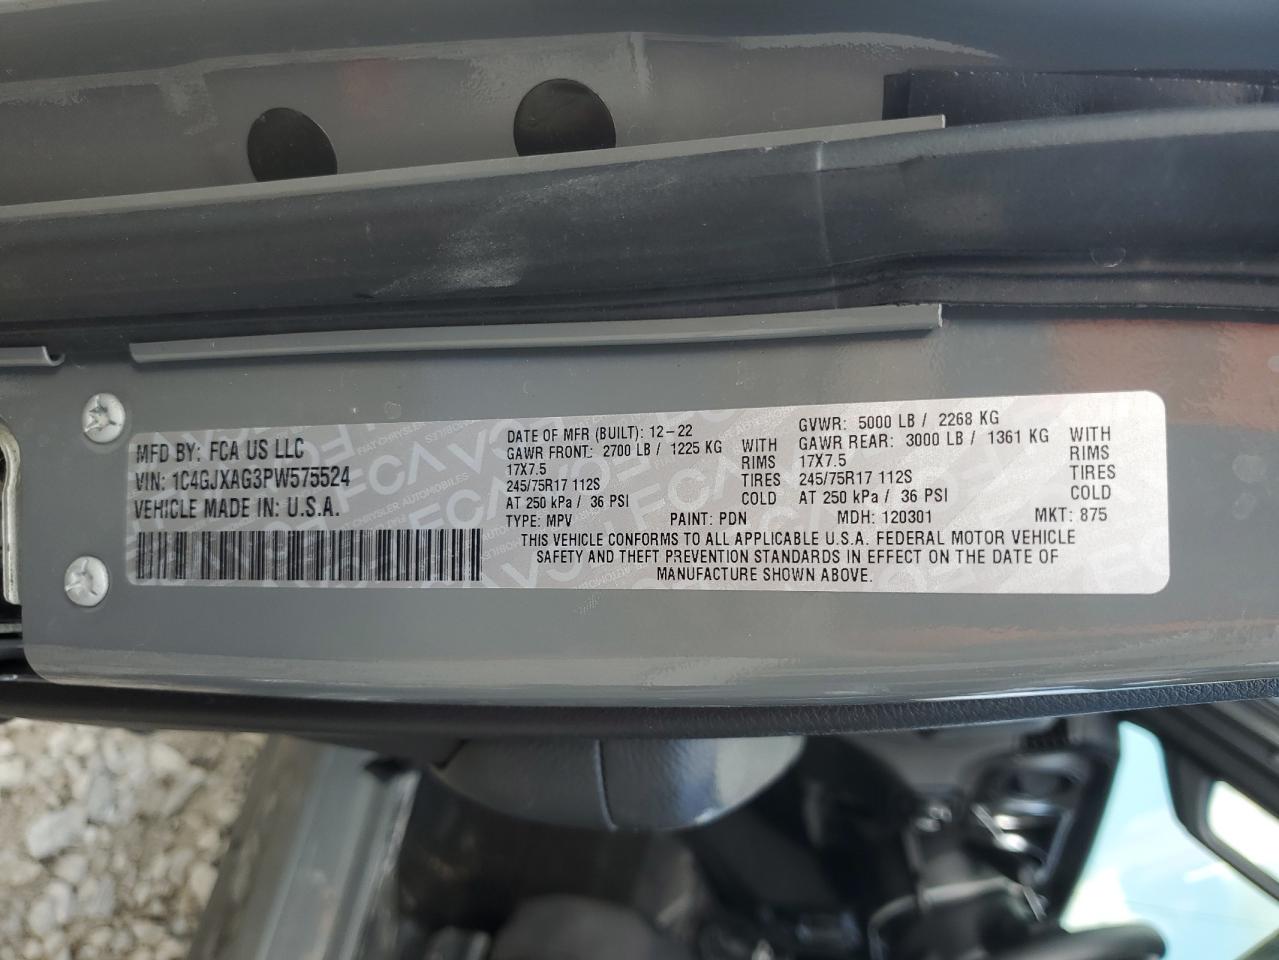 MFD BY: FCA US LLC
VIN: 1C4GJXAG3PW575524
VEHICLE MADE IN: U.S.A.
DATE OF MFR (BUILT): 12-22
GAWR FRONT: 2700 LB / 1225 KG WITH
17X7.5 RIMS
245/75R17 112S TIRES
AT 250 kPa / 36 PSI COLD
GVWR: 5000 LB / 2268 KG
GAWR REAR: 3000 LB / 1361 KG WITH
17X7.5 RIMS
245/75R17 112S TIRES
AT 250 kPa / 36 PSI COLD
TYPE: MPV PAINT: PDN MDH: 120301 MKT: 875
THIS VEHICLE CONFORMS TO ALL APPLICABLE U.S.A. FEDERAL MOTOR VEHICLE
SAFETY AND THEFT PREVENTION STANDARDS IN EFFECT ON THE DATE OF
MANUFACTURE SHOWN ABOVE.